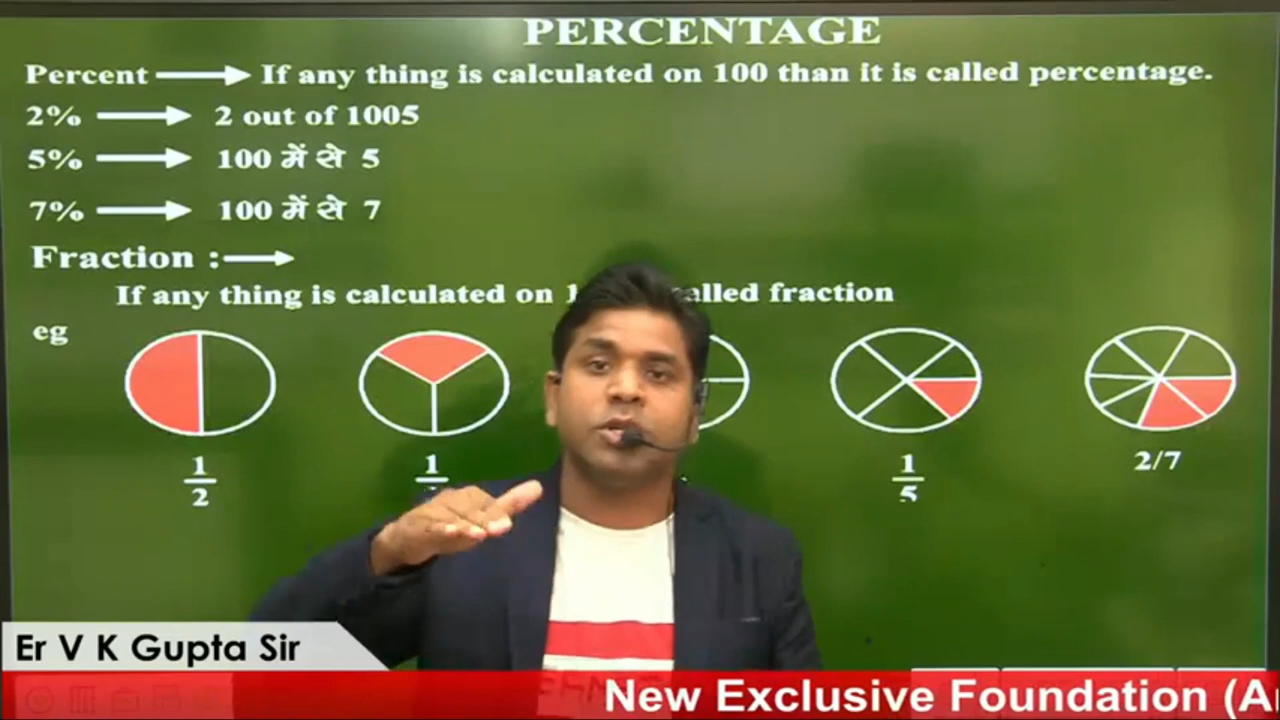 PERCENTAGE
Percent → If any thing is calculated on 100 than it is called percentage.
2% → 2 out of 1005
5% → 100 में से 5
7% → 100 में से 7
Fraction :→
If any thing is calculated on 1 called fraction
eg
1/2
1
1/5
2/7
Er V K Gupta Sir
New Exclusive Foundation (A